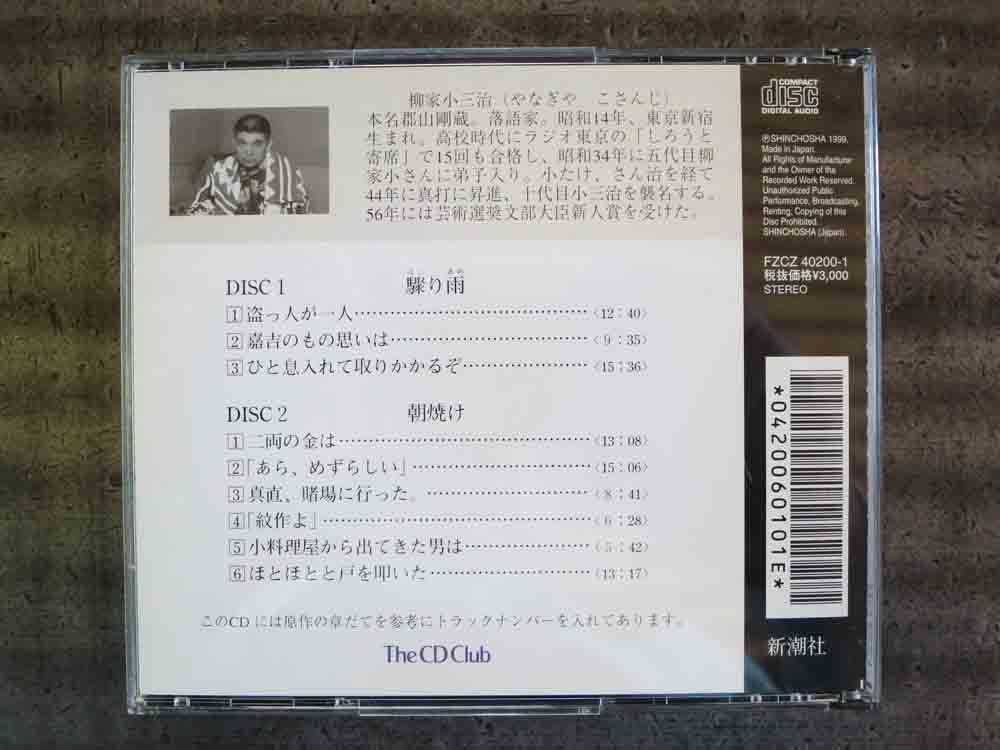 柳家小三治（やなぎや　こさんじ）
本名郡山剛蔵。落語家。昭和14年、東京新宿
生まれ。高校時代にラジオ東京の「しろうと
寄席」で15回も合格し、昭和34年に五代目柳
家小さんに弟子入り。小たけ、さん治を経て
44年に真打に昇進、十代目小三治を襲名する。
56年には芸術選奨文部大臣新人賞を受けた。
DISC 1 驟り雨
1 盗っ人が一人……〈12：40〉
2 嘉吉のもの思いは……〈9：35〉
3 ひと息入れて取りかかるぞ……〈15：36〉
DISC 2 朝焼け
1 二両の金は……〈13：08〉
2 「あら、めずらしい」……〈15：06〉
3 真直、賭場に行った。……〈8：41〉
4 「紋作よ」……〈6：28〉
5 小料理屋から出てきた男は……〈5：42〉
6 ほとほとと戸を叩いた……〈13：17〉
このCDには原作の章だてを参考にトラックナンバーを入れてあります。
The CD Club
COMPACT
disc
DIGITAL AUDIO
Ⓟ SHINCHOSHA 1999,
Made in Japan.
All Rights of Manufacturer
and the Owner of the
Recorded Work Reserved.
Unauthorized Public
Performance, Broadcasting,
Renting, Copying of this
Disc Prohibited.
SHINCHOSHA (Japan).
FZCZ 40200-1
税抜価格¥3,000
STEREO
*0420060101E*
新潮社